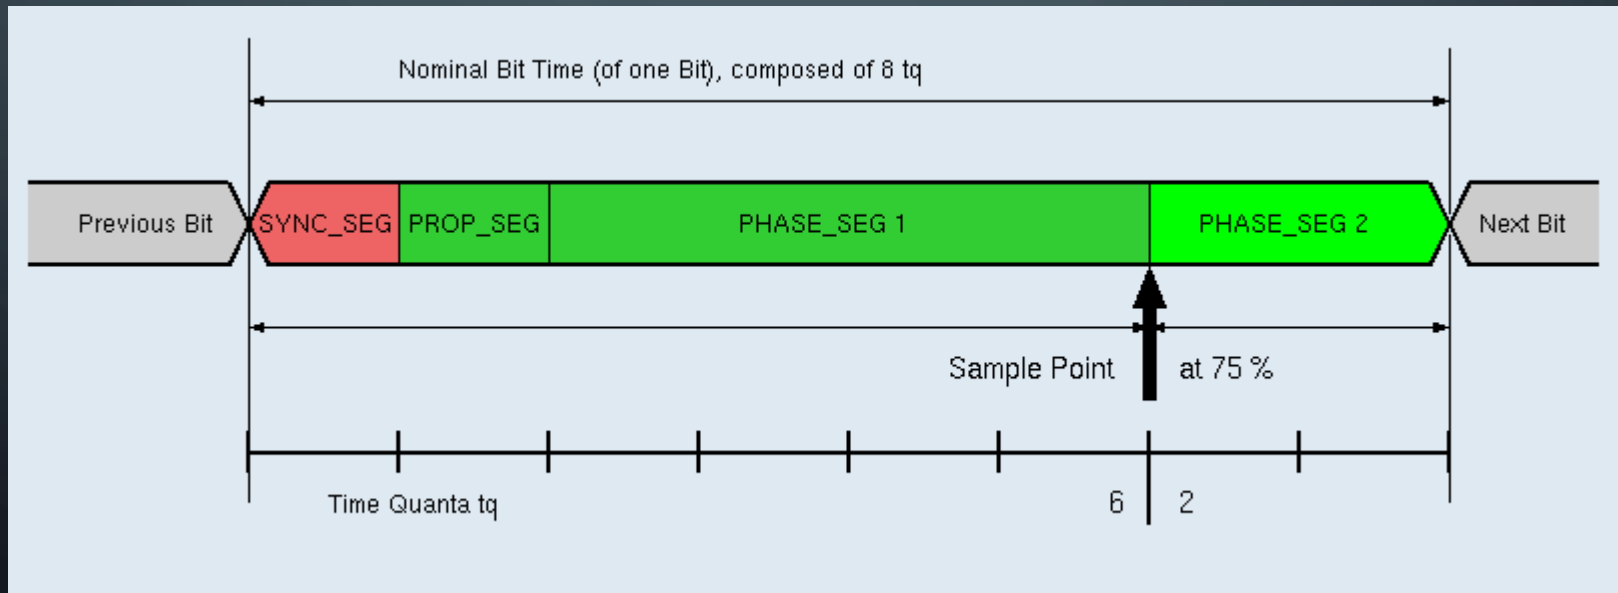 Nominal Bit Time (of one Bit), composed of 8 tq
Previous Bit
SYNC_SEG
PROP_SEG
PHASE_SEG 1
PHASE_SEG 2
Next Bit
Sample Point
at 75 %
Time Quanta tq
6
2